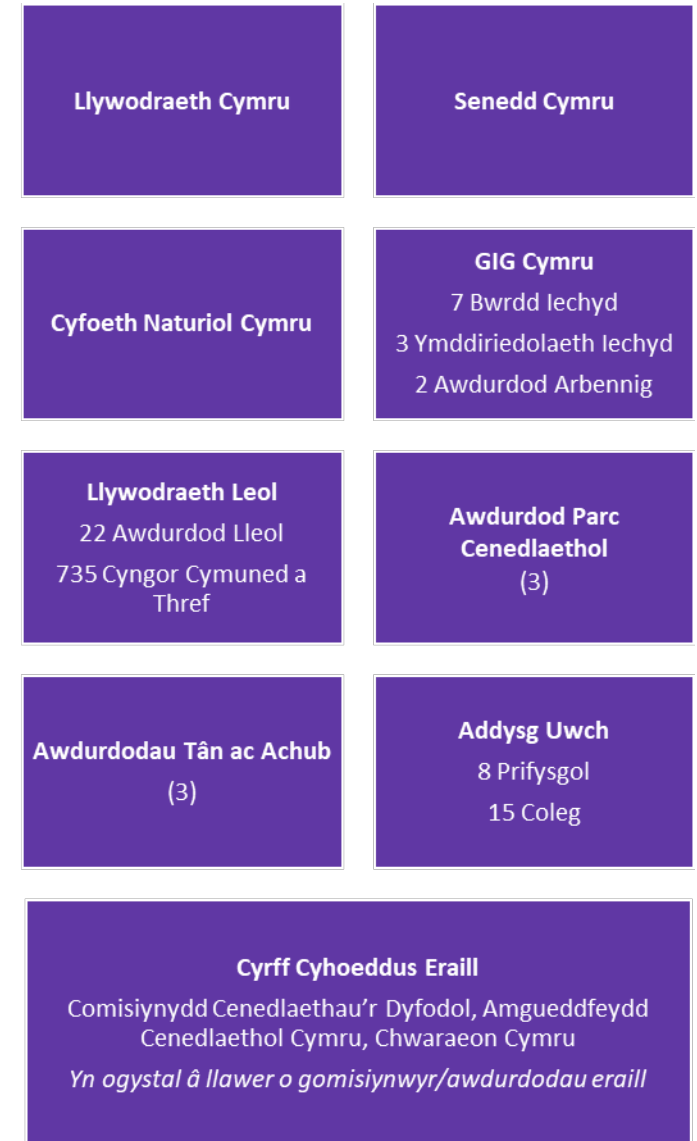 Llywodraeth Cymru
Senedd Cymru
Cyfoeth Naturiol Cymru
GIG Cymru
7 Bwrdd Iechyd
3 Ymddiriedolaeth Iechyd
2 Awdurdod Arbennig
Llywodraeth Leol
22 Awdurdod Lleol
735 Cyngor Cymuned a
Thref
Awdurdod Parc
Cenedlaethol
(3)
Awdurdodau Tân ac Achub
(3)
Addysg Uwch
8 Prifysgol
15 Coleg
Cyrff Cyhoeddus Eraill
Comisiynydd Cenedlaethau’r Dyfodol, Amgueddfeydd
Cenedlaethol Cymru, Chwaraeon Cymru
Yn ogystal â llawer o gomisiynwyr/awdurdodau eraill